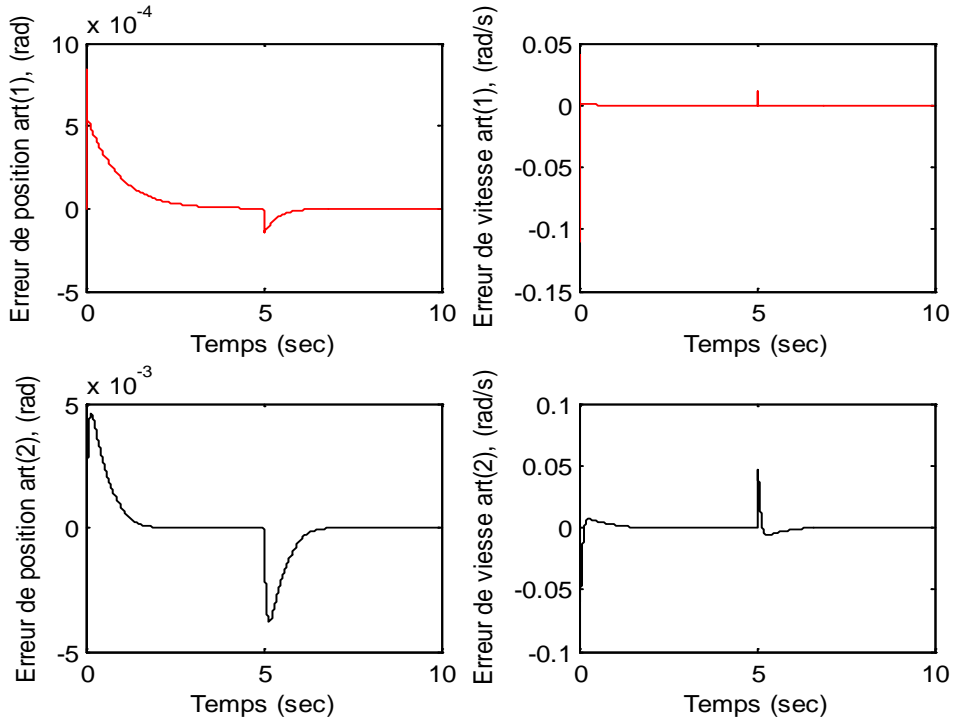 x 10^-4
Erreur de position art(1), (rad)
10
5
0
-5
0
5
10
Temps (sec)
Erreur de vitesse art(1), (rad/s)
0.05
0
-0.05
-0.1
-0.15
0
5
10
Temps (sec)
x 10^-3
Erreur de position art(2), (rad)
5
0
-5
0
5
10
Temps (sec)
Erreur de viesse art(2), (rad/s)
0.1
0.05
0
-0.05
-0.1
0
5
10
Temps (sec)